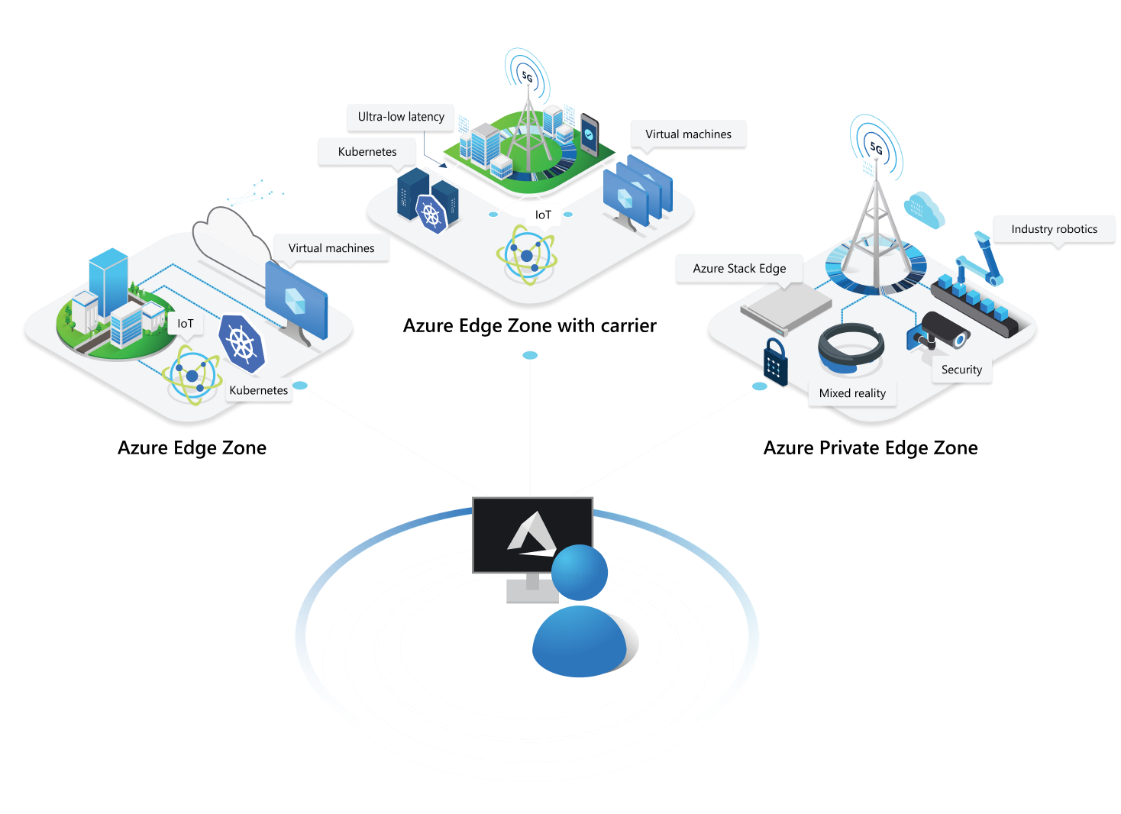 5G
Ultra-low latency
Kubernetes
Virtual machines
IoT
Azure Edge Zone with carrier
Virtual machines
IoT
Kubernetes
Azure Edge Zone
5G
Industry robotics
Azure Stack Edge
Security
Mixed reality
Azure Private Edge Zone